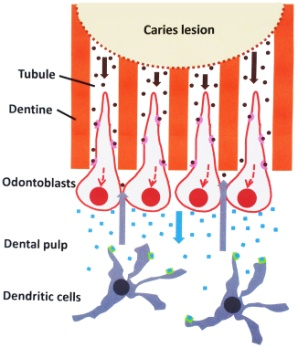 Caries lesion
Tubule
Dentine
Odontoblasts
Dental pulp
Dendritic cells